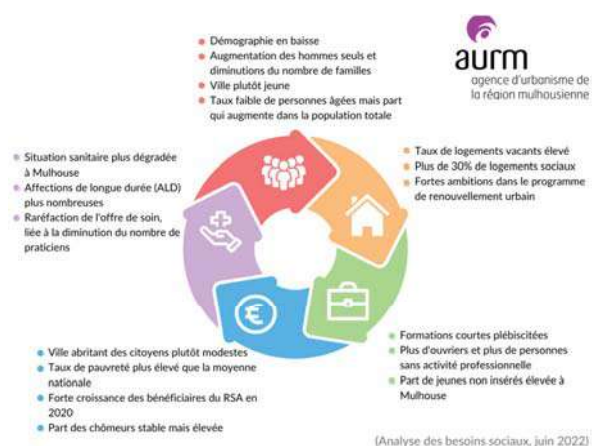 Démographie en baisse
Augmentation des hommes seuls et
diminutions du nombre de familles
Ville plutôt jeune
Taux faible de personnes âgées mais part
qui augmente dans la population totale
aurm
agence d'urbanisme de
la région mulhousienne
Situation sanitaire plus dégradée
à Mulhouse
Affections de longue durée (ALD)
plus nombreuses
Raréfaction de l'offre de soin,
liée à la diminution du nombre de
praticiens
Taux de logements vacants élevé
Plus de 30% de logements sociaux
Fortes ambitions dans le programme
de renouvellement urbain
€
Ville abritant des citoyens plutôt modestes
Taux de pauvreté plus élevé que la moyenne
nationale
Forte croissance des bénéficiaires du RSA en
2020
Part des chômeurs stable mais élevée
Formations courtes plébiscitées
Plus d'ouvriers et plus de personnes
sans activité professionnelle
Part de jeunes non insérés élevée à
Mulhouse
(Analyse des besoins sociaux, juin 2022)